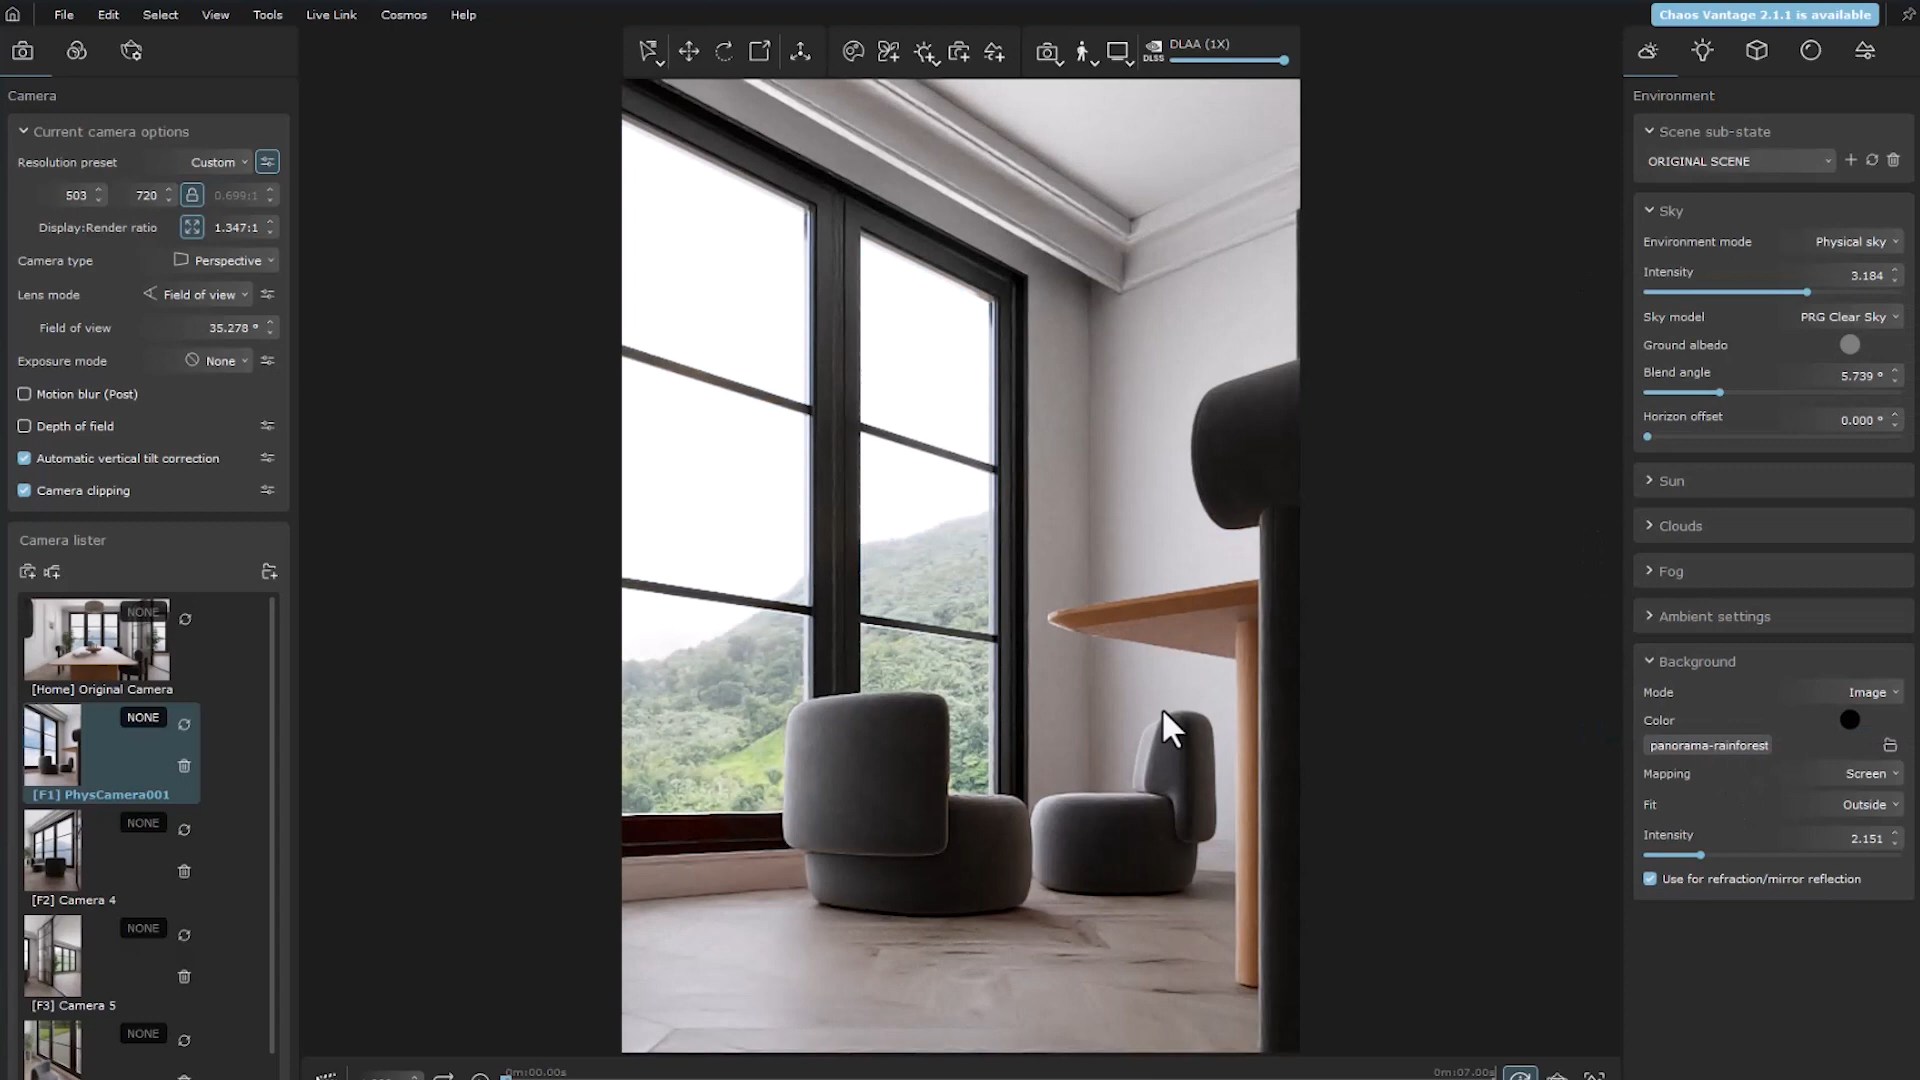 File Edit Select View Tools Live Link Cosmos Help
Chaos Vantage 2.1.1 is available
DLSS DLAA (1X)
Camera
Current camera options
Resolution preset Custom
503 720 0.699:1
Display:Render ratio 1.347:1
Camera type Perspective
Lens mode Field of view
Field of view 35.278 °
Exposure mode None
Motion blur (Post)
Depth of field
Automatic vertical tilt correction
Camera clipping
Camera lister
NONE
[Home] Original Camera
NONE
[F1] PhysCamera001
NONE
[F2] Camera 4
NONE
[F3] Camera 5
NONE
0m:00.00s
0m:07.00s
Environment
Scene sub-state
ORIGINAL SCENE
Sky
Environment mode Physical sky
Intensity 3.184
Sky model PRG Clear Sky
Ground albedo
Blend angle 5.739 °
Horizon offset 0.000 °
Sun
Clouds
Fog
Ambient settings
Background
Mode Image
Color
panorama-rainforest
Mapping Screen
Fit Outside
Intensity 2.151
Use for refraction/mirror reflection